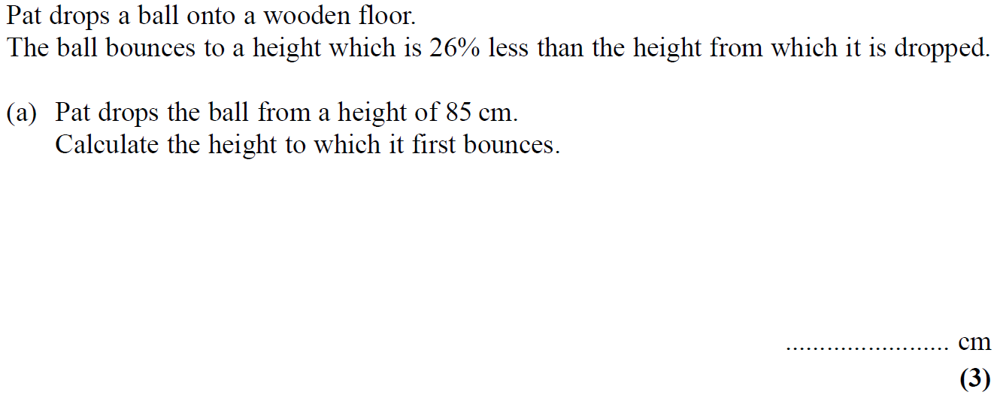 Pat drops a ball onto a wooden floor.
The ball bounces to a height which is 26% less than the height from which it is dropped.
(a) Pat drops the ball from a height of 85 cm.
Calculate the height to which it first bounces.
........................ cm
(3)